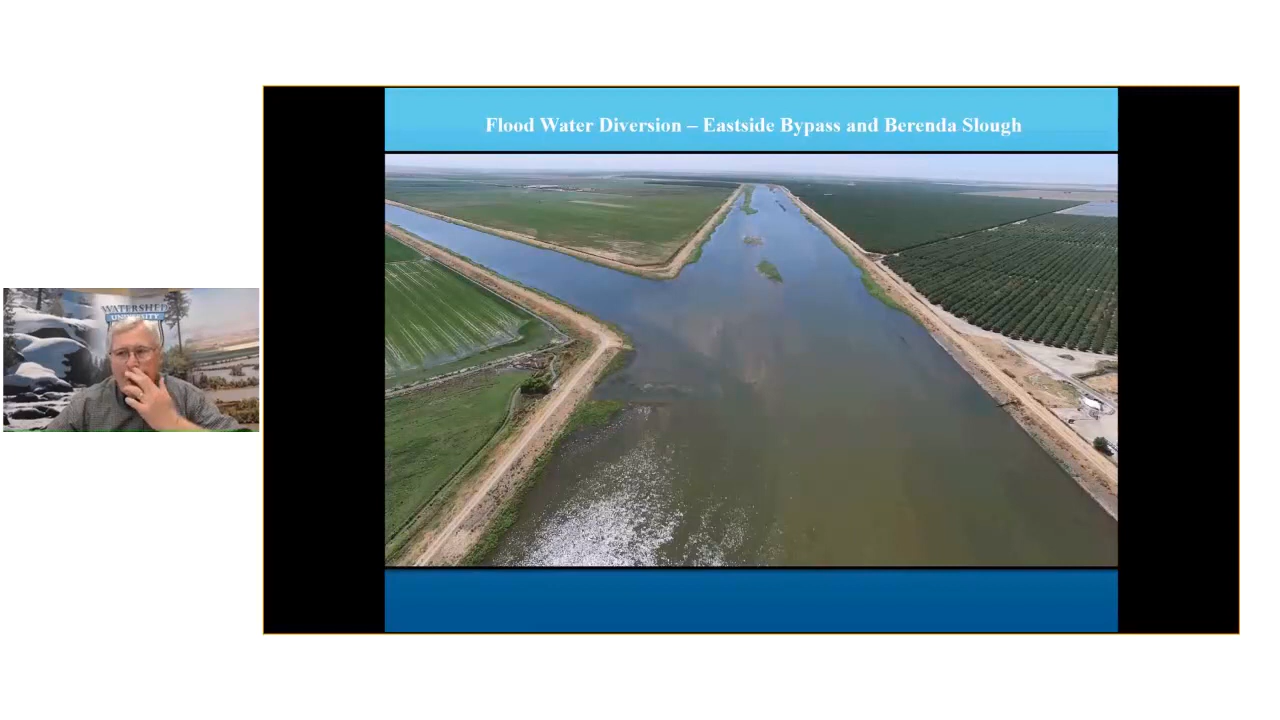 Flood Water Diversion – Eastside Bypass and Berenda Slough
WATERSHED
UNIVERSITY